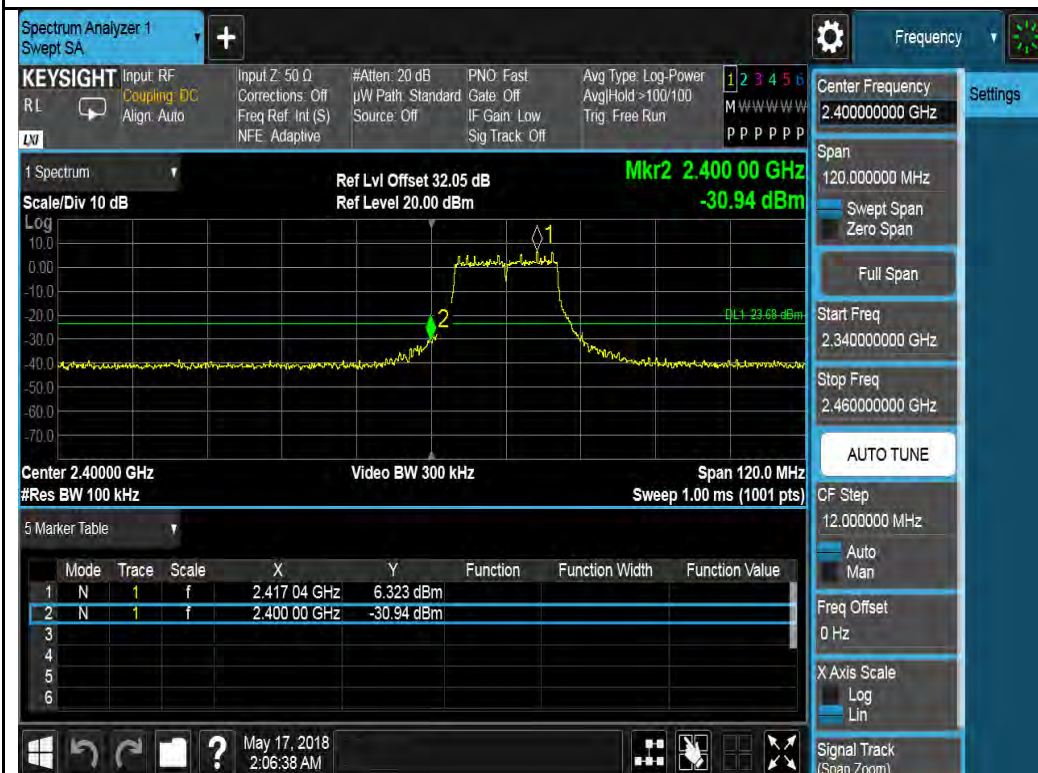 Spectrum Analyzer 1
Swept SA
+
Frequency
KEYSIGHT
RL
LXI
Input: RF
Coupling: DC
Align: Auto
Input Z: 50 Ω
Corrections: Off
Freq Ref: Int (S)
NFE: Adaptive
#Atten: 20 dB
µW Path: Standard
Source: Off
PNO: Fast
Gate: Off
IF Gain: Low
Sig Track: Off
Avg Type: Log-Power
Avg|Hold >100/100
Trig: Free Run
1 2 3 4 5 6
M W W W W W
P P P P P P
Center Frequency
2.400000000 GHz
Settings
Span
120.000000 MHz
Swept Span
Zero Span
Full Span
Start Freq
2.340000000 GHz
Stop Freq
2.460000000 GHz
AUTO TUNE
CF Step
12.000000 MHz
Auto
Man
Freq Offset
0 Hz
X Axis Scale
Log
Lin
Signal Track
(Span Zoom)
1 Spectrum
Scale/Div 10 dB
Ref Lvl Offset 32.05 dB
Ref Level 20.00 dBm
Mkr2 2.400 00 GHz
-30.94 dBm
Log
10.0
0.00
-10.0
-20.0
-30.0
-40.0
-50.0
-60.0
-70.0
1
2
DL1 -23.68 dBm
Center 2.40000 GHz
#Res BW 100 kHz
Video BW 300 kHz
Span 120.0 MHz
Sweep 1.00 ms (1001 pts)
5 Marker Table
Mode Trace Scale X Y Function Function Width Function Value
1 N 1 f 2.417 04 GHz 6.323 dBm
2 N 1 f 2.400 00 GHz -30.94 dBm
3
4
5
6
?
May 17, 2018
2:06:38 AM